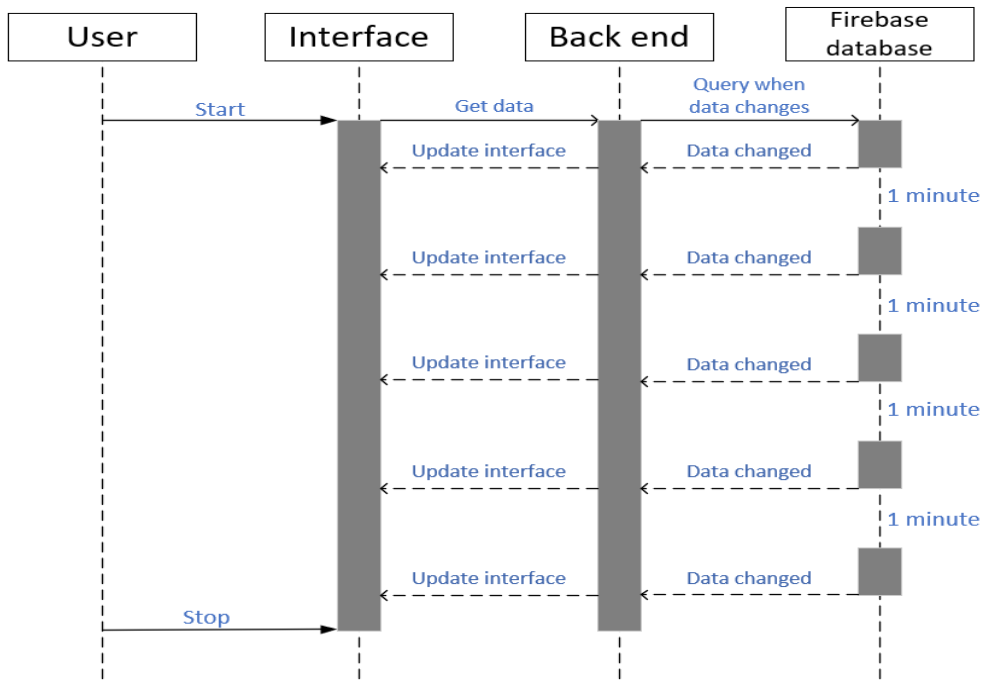 User
Interface
Back end
Firebase
database
Start
Get data
Query when
data changes
Update interface
Data changed
1 minute
Update interface
Data changed
1 minute
Update interface
Data changed
1 minute
Update interface
Data changed
1 minute
Update interface
Data changed
Stop